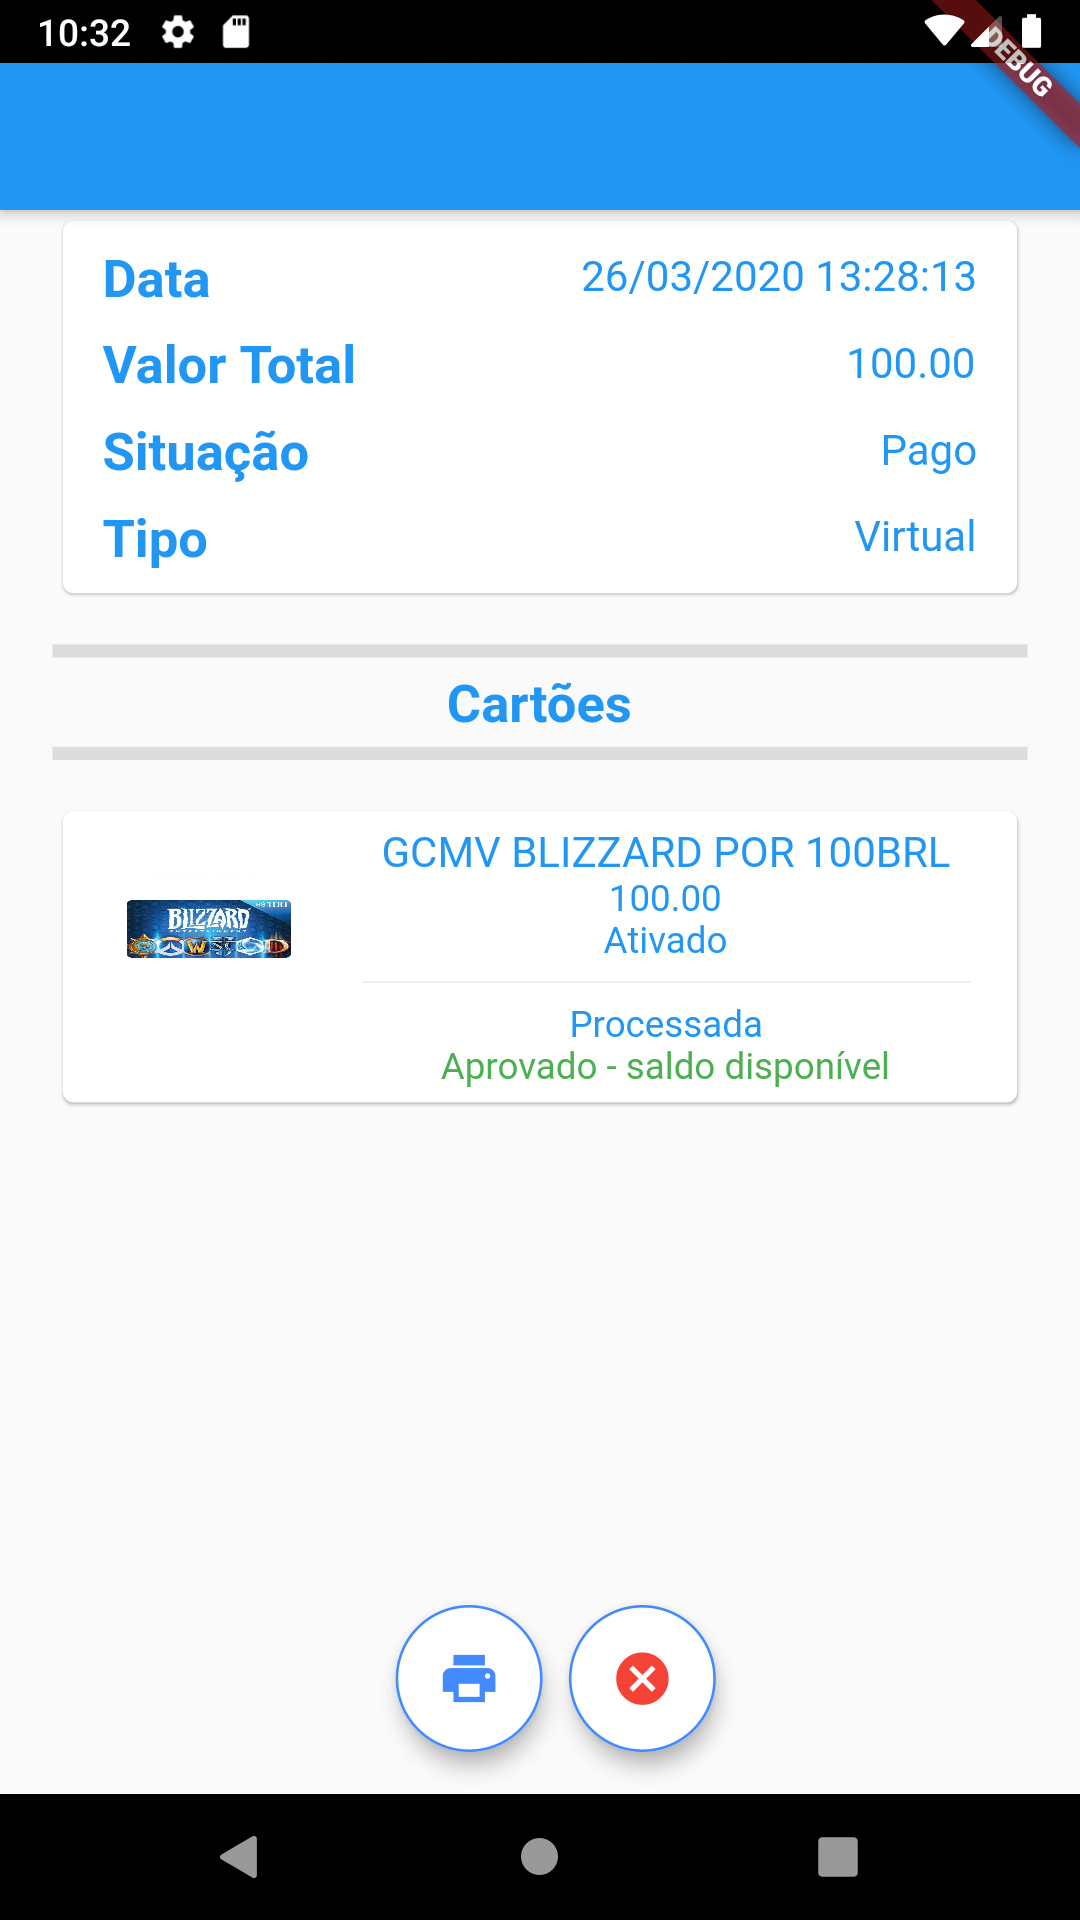 10:32
DEBUG
Data 26/03/2020 13:28:13
Valor Total 100.00
Situação Pago
Tipo Virtual
Cartões
GCMV BLIZZARD POR 100BRL
100.00
Ativado
BLIZZARD
ENTERTAINMENT
Processada
Aprovado - saldo disponível